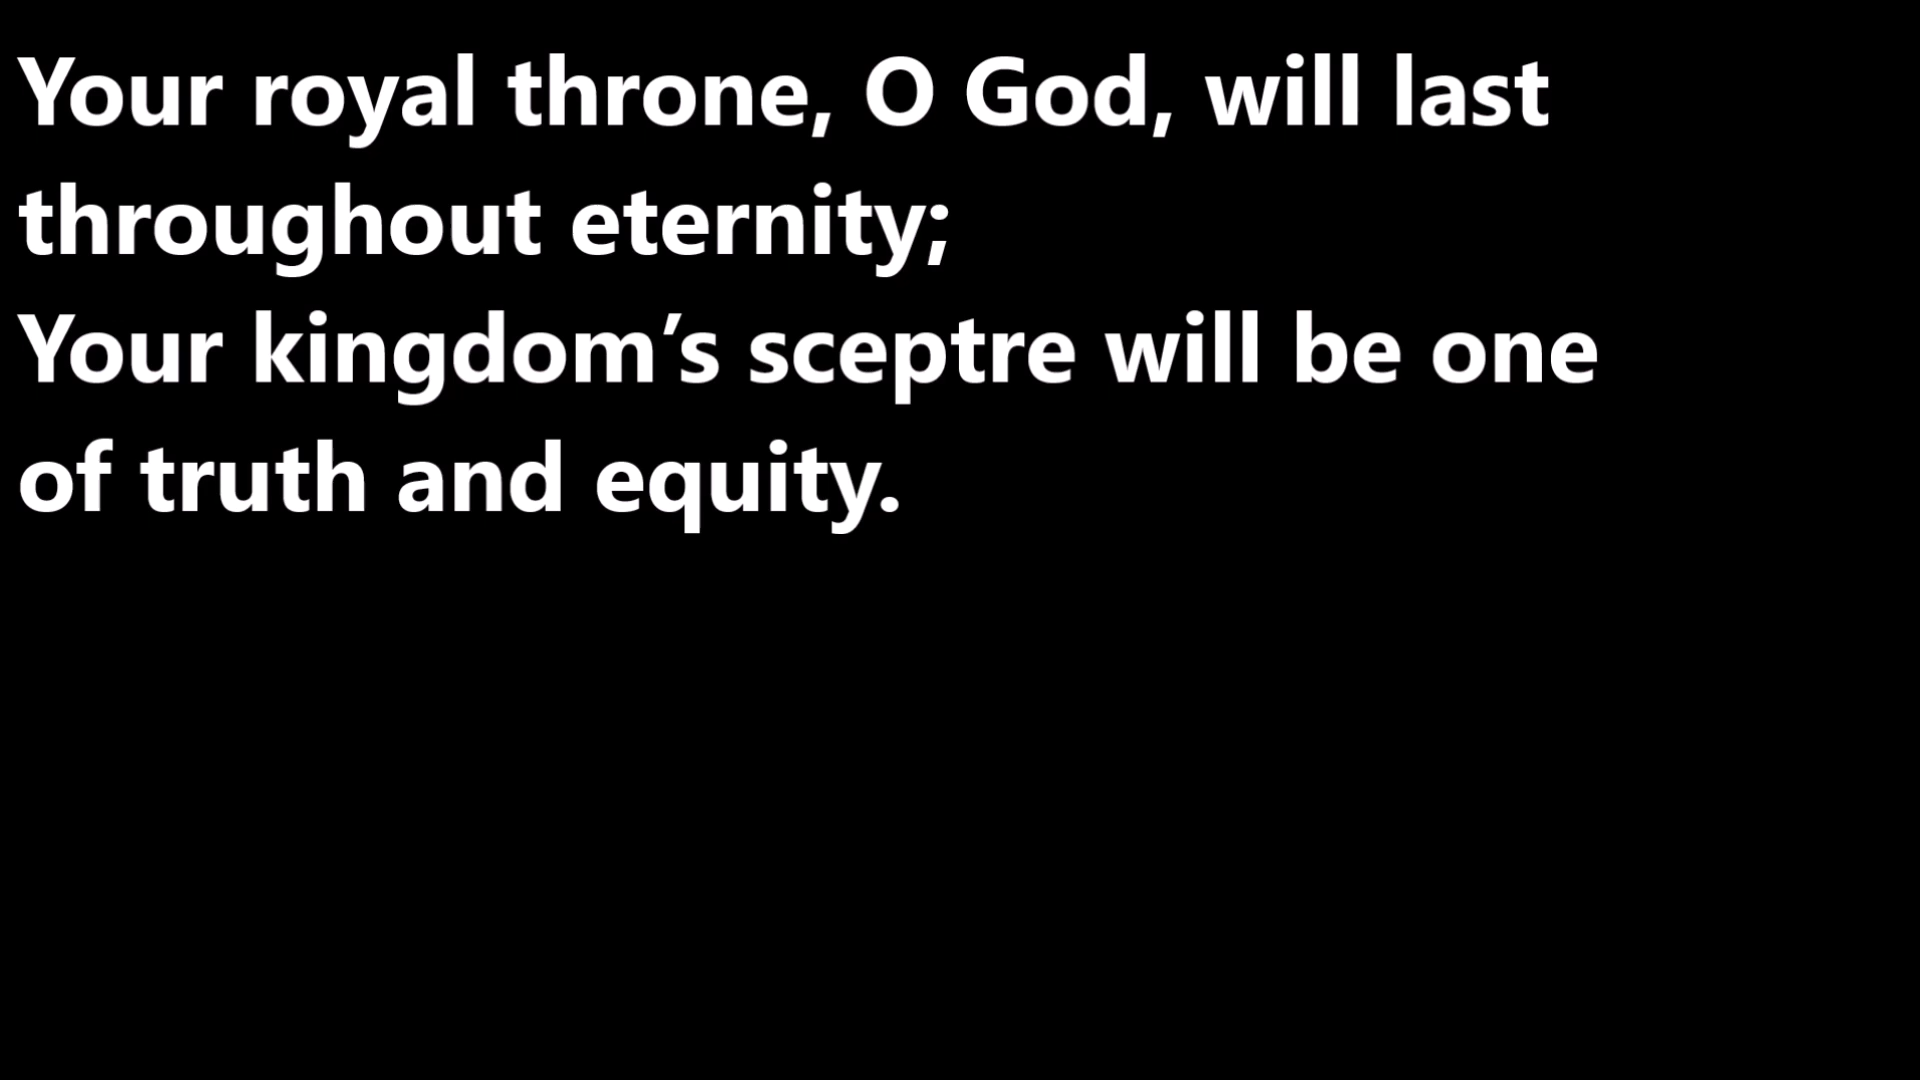 Your royal throne, O God, will last
throughout eternity;
Your kingdom’s sceptre will be one
of truth and equity.